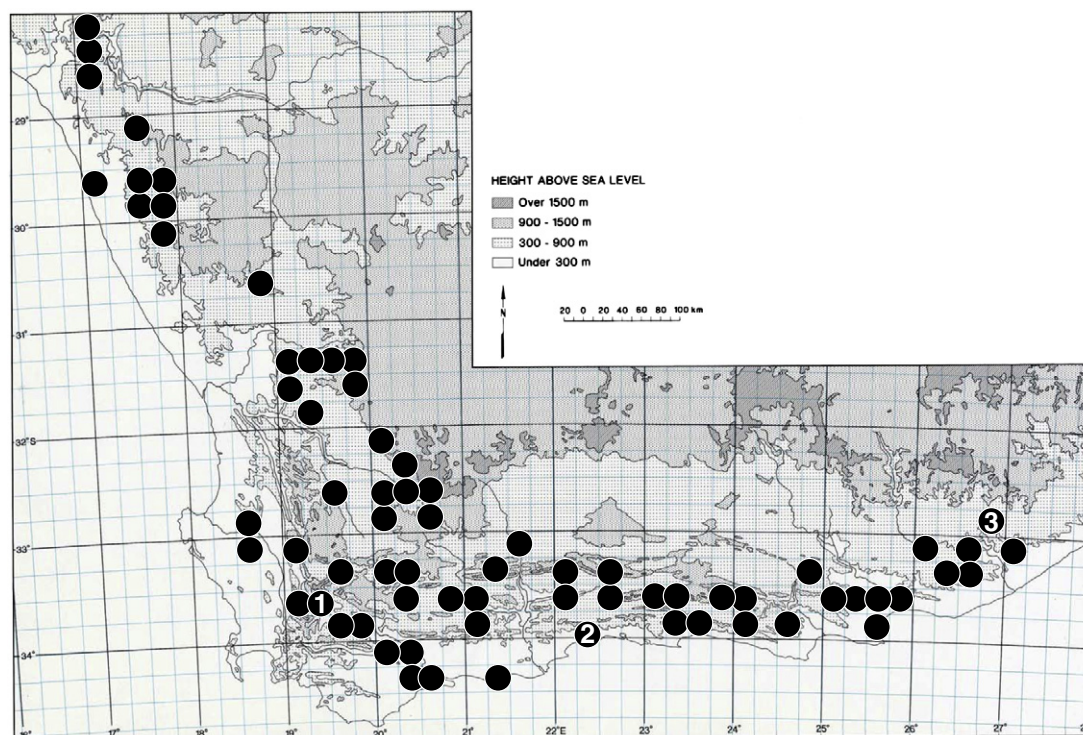 29°
30°
31°
32°S
33°
34°
HEIGHT ABOVE SEA LEVEL
Over 1500 m
900 - 1500 m
300 - 900 m
Under 300 m
N
20 0 20 40 60 80 100 km
1
2
3
16° 17° 18° 19° 20° 21° 22°E 23° 24° 25° 26° 27°